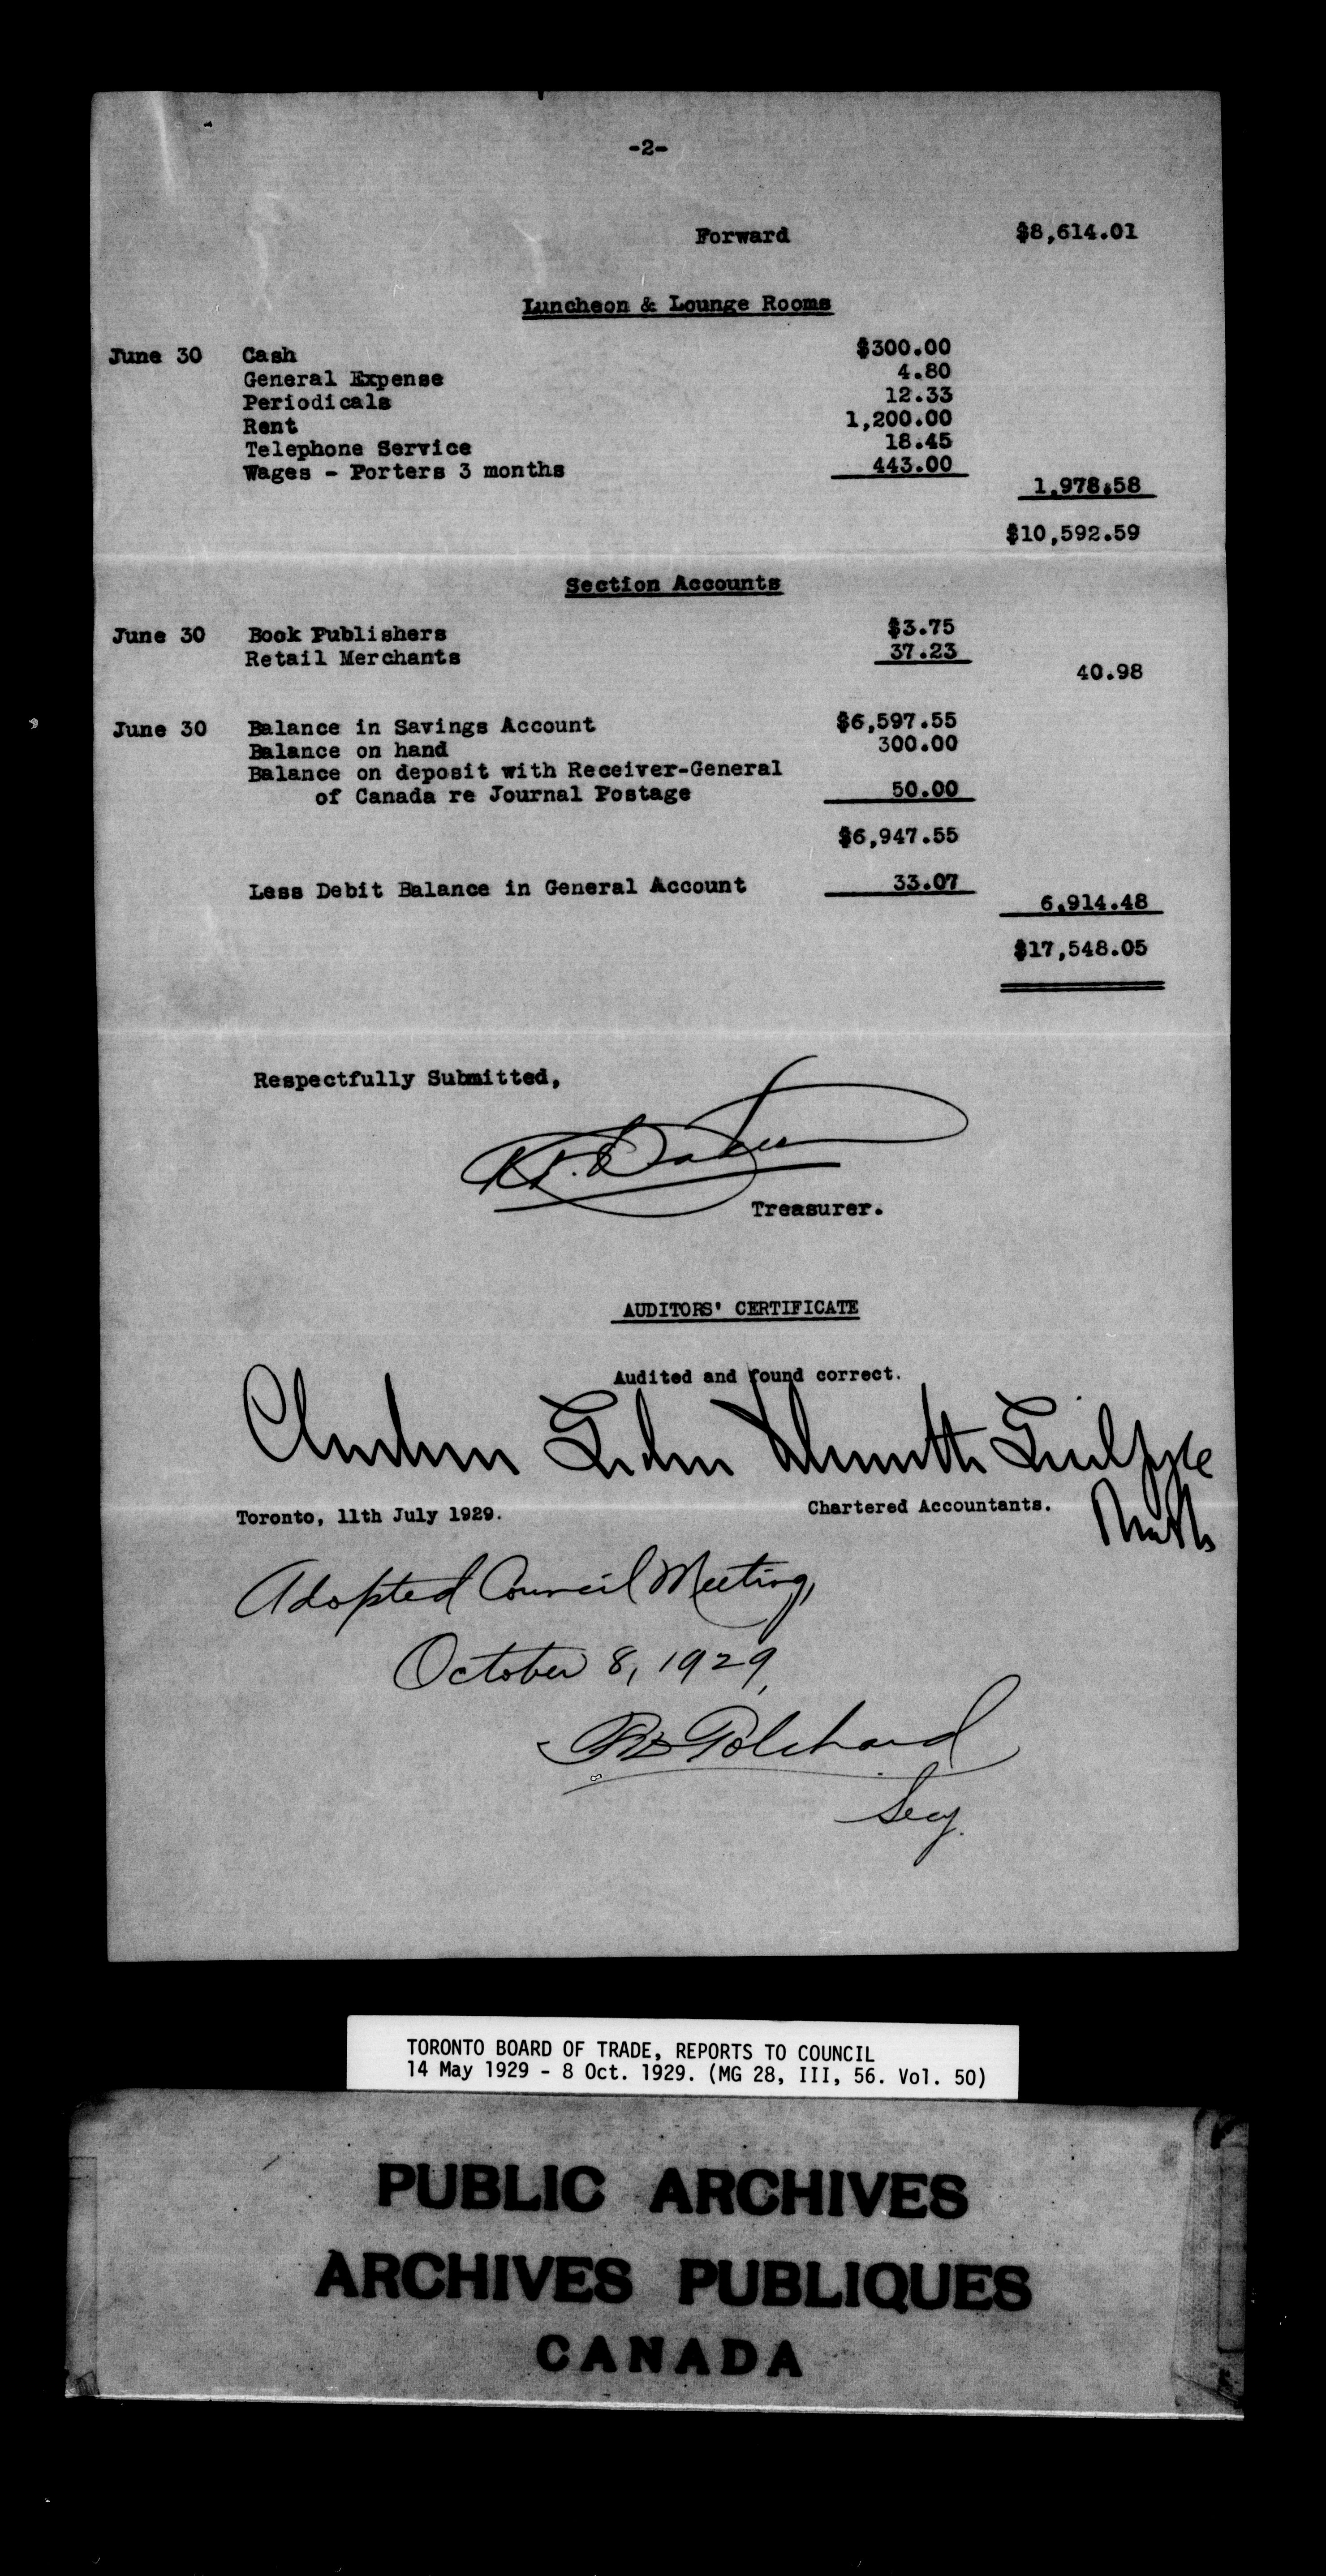 -2-
Forward $8,614.01
Luncheon & Lounge Rooms
June 30 Cash $300.00
General Expense 4.80
Periodicals 12.33
Rent 1,200.00
Telephone Service 18.45
Wages - Porters 3 months 443.00
1,978.58
$10,592.59
Section Accounts
June 30 Book Publishers $3.75
Retail Merchants 37.23
40.98
June 30 Balance in Savings Account $6,597.55
Balance on hand 300.00
Balance on deposit with Receiver-General
of Canada re Journal Postage 50.00
$6,947.55
Less Debit Balance in General Account 33.07
6,914.48
$17,548.05
Respectfully Submitted,
Treasurer.
AUDITORS' CERTIFICATE
Audited and found correct.
Chartered Accountants.
Toronto, 11th July 1929.
Adopted Council Meeting,
October 8, 1929,
Tolchard
Secy.
TORONTO BOARD OF TRADE, REPORTS TO COUNCIL
14 May 1929 - 8 Oct. 1929. (MG 28, III, 56. Vol. 50)
PUBLIC ARCHIVES
ARCHIVES PUBLIQUES
CANADA